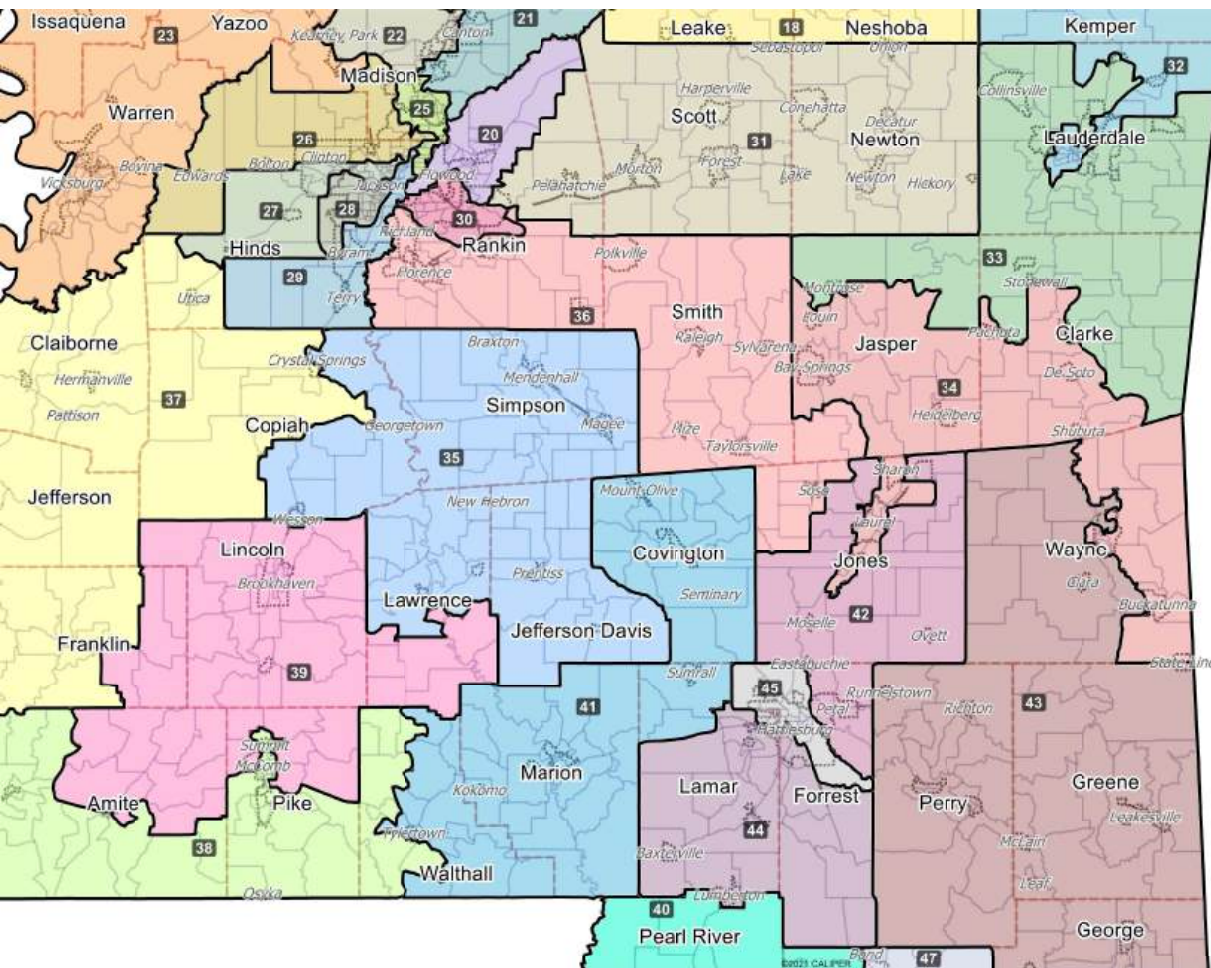 Issaquena
Yazoo
23
Kearney Park
22
Canton
21
Leake
18
Neshoba
Kemper
Sebastopol
Union
Madison
32
Warren
25
Harperville
Collinsville
Conehatta
20
Scott
Decatur
Lauderdale
26
31
Newton
Bovina
Bolton
Clinton
Vicksburg
Edwards
Jackson
Flowood
Pelahatchie
Morton
Forest
Lake
Newton
Hickory
27
28
30
Richland
Rankin
Hinds
Byram
Polkville
33
Florence
29
Stonewall
Utica
Terry
Montrose
36
Smith
Louin
Raleigh
Pachuta
Clarke
Claiborne
Braxton
Sylvarena
Jasper
Crystal Springs
Bay Springs
De Soto
Hermanville
Mendenhall
34
37
Simpson
Heidelberg
Pattison
Copiah
Georgetown
Magee
Mize
Shubuta
Taylorsville
35
Sharon
Jefferson
New Hebron
Mount Olive
Soso
Wesson
Laurel
Lincoln
Covington
Wayne
Jones
Brookhaven
Prentiss
Clara
Lawrence
Seminary
Buckatunna
42
Moselle
Jefferson Davis
Ovett
Franklin
Eastabuchie
State Line
39
Sumrall
45
Runnelstown
41
Petal
Richton
43
Hattiesburg
Summit
McComb
Marion
Greene
Lamar
Kokomo
Forrest
Amite
Pike
Perry
Leakesville
44
Tylertown
McLain
38
Baxterville
Walthall
Leaf
Osyka
Lumberton
40
George
Pearl River
Bond
47
©2023 CALIPER